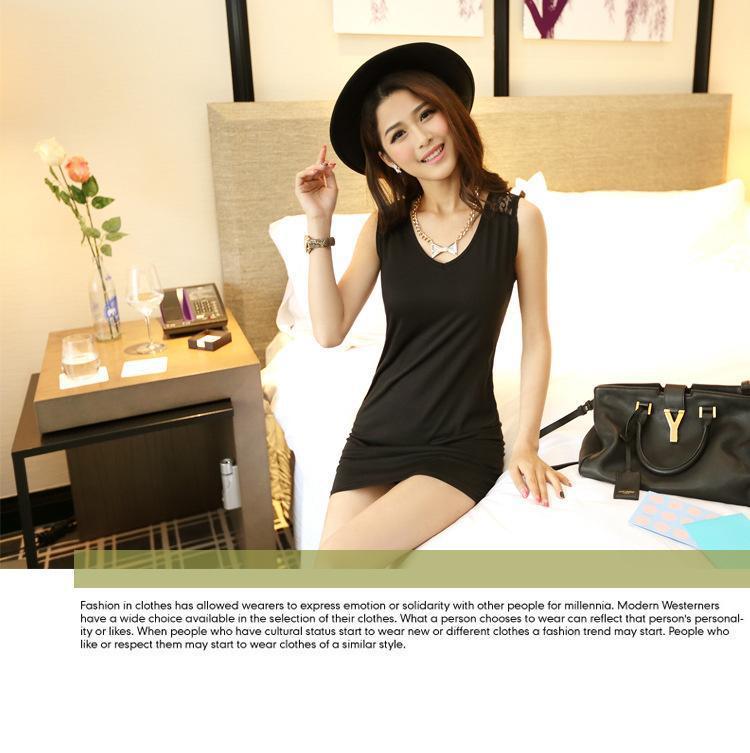 Fashion in clothes has allowed wearers to express emotion or solidarity with other people for millennia. Modern Westerners
have a wide choice available in the selection of their clothes. What a person chooses to wear can reflect that person's personal-
ity or likes. When people who have cultural status start to wear new or different clothes a fashion trend may start. People who
like or respect them may start to wear clothes of a similar style.